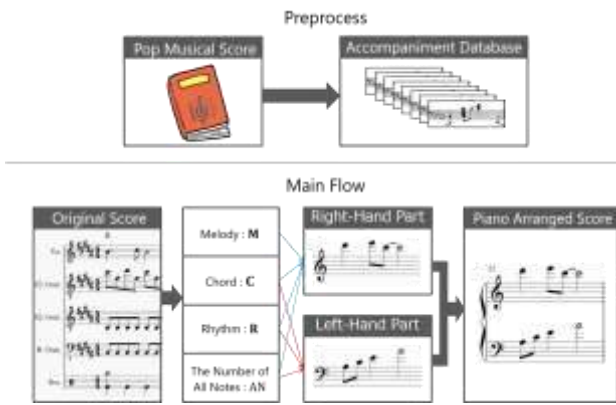 Preprocess
Pop Musical Score
Accompaniment Database
Main Flow
Original Score
Melody : M
Chord : C
Rhythm : R
The Number of
All Notes : AN
Right-Hand Part
Left-Hand Part
Piano Arranged Score